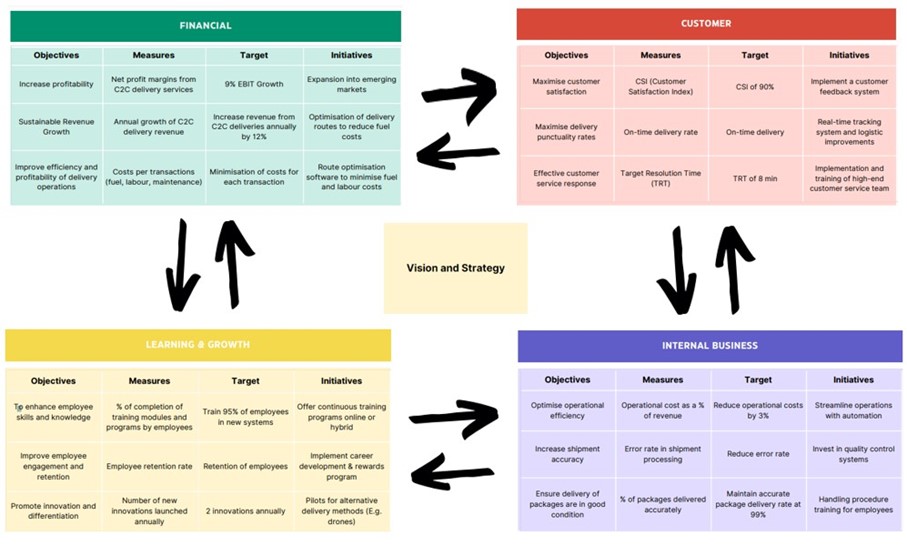 FINANCIAL
Objectives Measures Target Initiatives
Increase profitability
Net profit margins from
C2C delivery services
9% EBIT Growth
Expansion into emerging
markets
Sustainable Revenue
Growth
Annual growth of C2C
delivery revenue
Increase revenue from
C2C deliveries annually
by 12%
Optimisation of delivery
routes to reduce fuel
costs
Improve efficiency and
profitability of delivery
operations
Costs per transactions
(fuel, labour, maintenance)
Minimisation of costs for
each transaction
Route optimisation
software to minimise fuel
and labour costs
CUSTOMER
Objectives Measures Target Initiatives
Maximise customer
satisfaction
CSI (Customer
Satisfaction Index)
CSI of 90%
Implement a customer
feedback system
Maximise delivery
punctuality rates
On-time delivery rate
On-time delivery
Real-time tracking
system and logistic
improvements
Effective customer
service response
Target Resolution Time
(TRT)
TRT of 8 min
Implementation and
training of high-end
customer service team
Vision and Strategy
LEARNING & GROWTH
Objectives Measures Target Initiatives
To enhance employee
skills and knowledge
% of completion of
training modules and
programs by employees
Train 95% of employees
in new systems
Offer continuous training
programs online or
hybrid
Improve employee
engagement and
retention
Employee retention rate
Retention of employees
Implement career
development & rewards
program
Promote innovation and
differentiation
Number of new
innovations launched
annually
2 innovations annually
Pilots for alternative
delivery methods (E.g.
drones)
INTERNAL BUSINESS
Objectives Measures Target Initiatives
Optimise operational
efficiency
Operational cost as a %
of revenue
Reduce operational costs
by 3%
Streamline operations
with automation
Increase shipment
accuracy
Error rate in shipment
processing
Reduce error rate
Invest in quality control
systems
Ensure delivery of
packages are in good
condition
% of packages delivered
accurately
Maintain accurate
package delivery rate at
99%
Handling procedure
training for employees